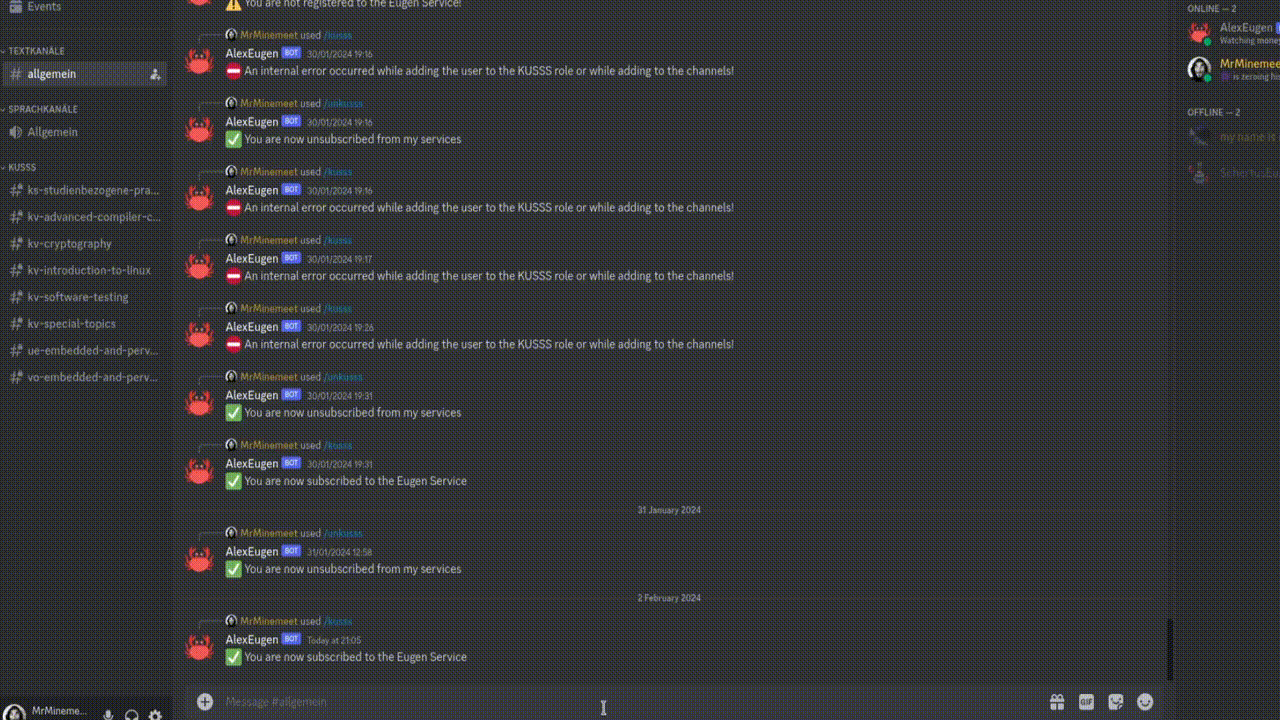 Events
TEXTKANÄLE
allgemein
SPRACHKANÄLE
Allgemein
KUSSS
ks-studienbezogene-pra...
kv-advanced-compiler-c...
kv-cryptography
kv-introduction-to-linux
kv-software-testing
kv-special-topics
ue-embedded-and-perv...
vo-embedded-and-perv...
MrMineme...
You are not registered to the Eugen Service!
MrMinemeet used /kusss
AlexEugen BOT 30/01/2024 19:16
An internal error occurred while adding the user to the KUSSS role or while adding to the channels!
MrMinemeet used /unkusss
AlexEugen BOT 30/01/2024 19:16
You are now unsubscribed from my services
MrMinemeet used /kusss
AlexEugen BOT 30/01/2024 19:16
An internal error occurred while adding the user to the KUSSS role or while adding to the channels!
MrMinemeet used /kusss
AlexEugen BOT 30/01/2024 19:17
An internal error occurred while adding the user to the KUSSS role or while adding to the channels!
MrMinemeet used /kusss
AlexEugen BOT 30/01/2024 19:26
An internal error occurred while adding the user to the KUSSS role or while adding to the channels!
MrMinemeet used /unkusss
AlexEugen BOT 30/01/2024 19:31
You are now unsubscribed from my services
MrMinemeet used /kusss
AlexEugen BOT 30/01/2024 19:31
You are now subscribed to the Eugen Service
31 January 2024
MrMinemeet used /unkusss
AlexEugen BOT 31/01/2024 12:58
You are now unsubscribed from my services
2 February 2024
MrMinemeet used /kusss
AlexEugen BOT Today at 21:05
You are now subscribed to the Eugen Service
Message #allgemein
GIF
ONLINE — 2
AlexEugen
Watching mone
MrMinemee
is zeroing his
OFFLINE — 2
my name is